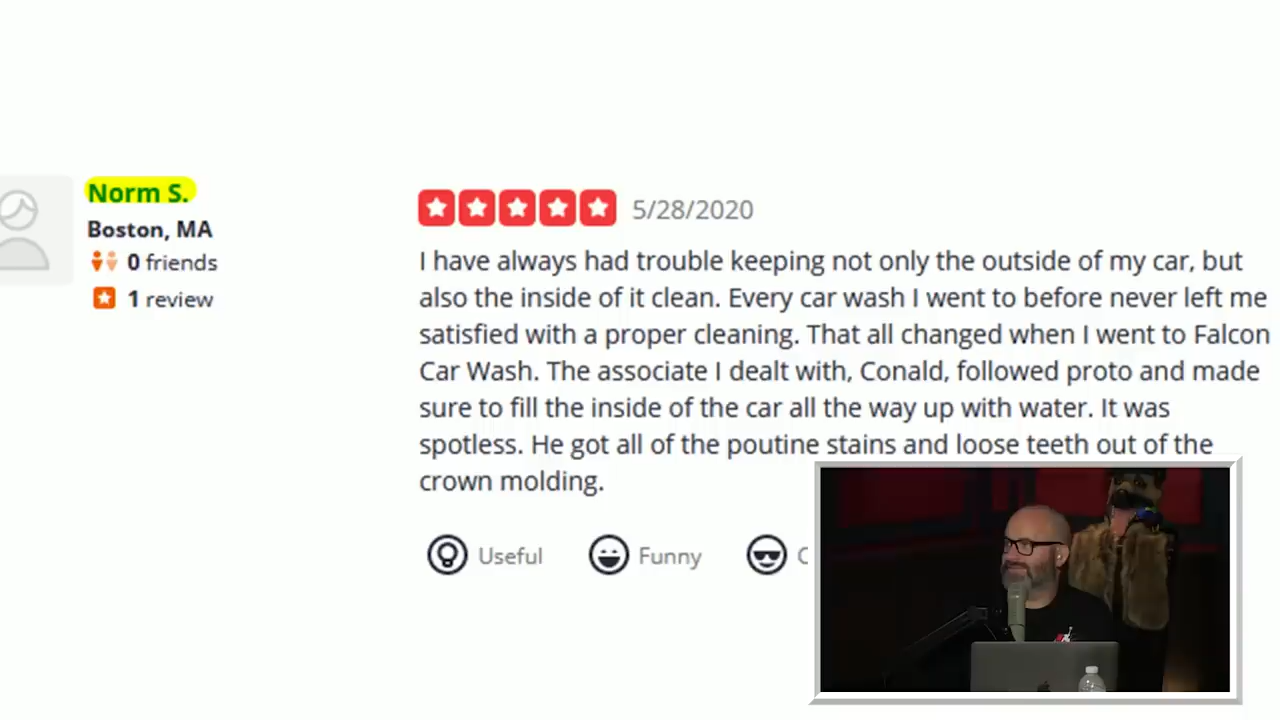 Norm S.
Boston, MA
0 friends
1 review
5/28/2020
I have always had trouble keeping not only the outside of my car, but
also the inside of it clean. Every car wash I went to before never left me
satisfied with a proper cleaning. That all changed when I went to Falcon
Car Wash. The associate I dealt with, Conald, followed proto and made
sure to fill the inside of the car all the way up with water. It was
spotless. He got all of the poutine stains and loose teeth out of the
crown molding.
Useful
Funny